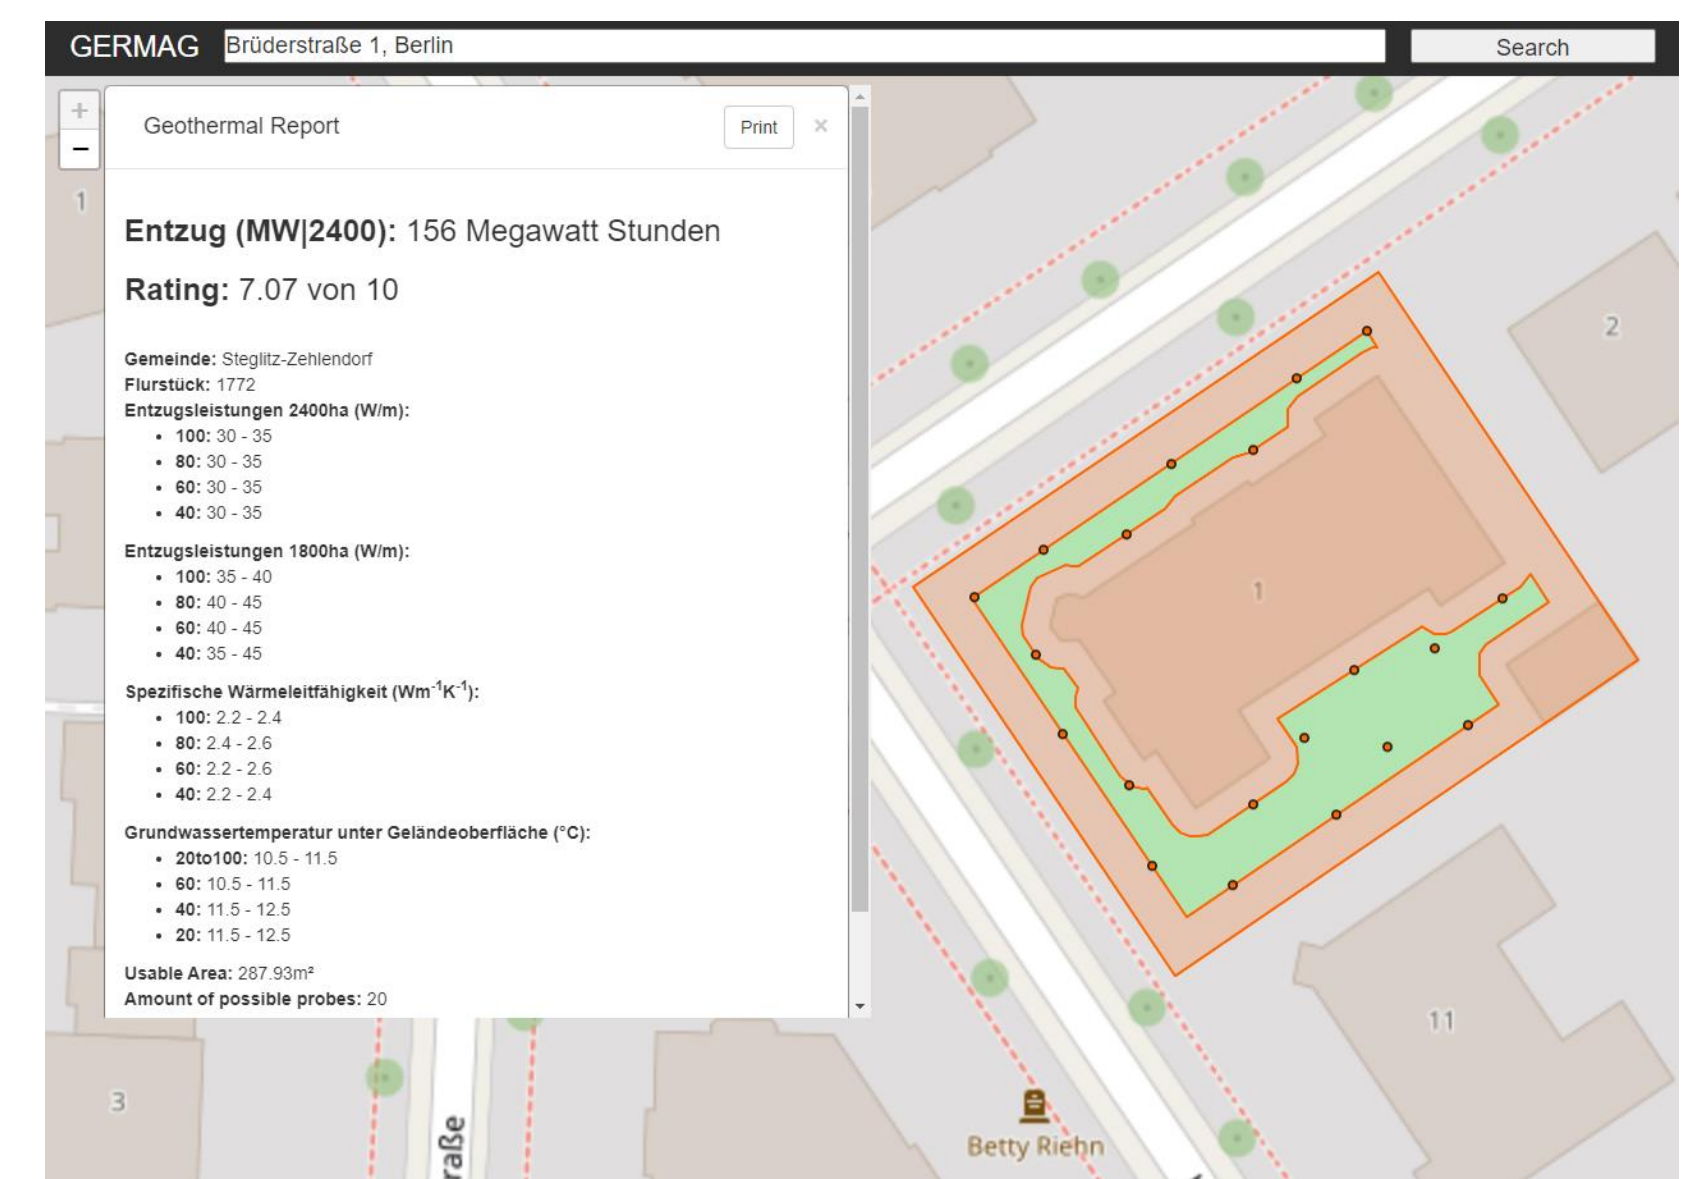 GERMAG Brüderstraße 1, Berlin Search
+
−
Geothermal Report Print ×
1
Entzug (MW|2400): 156 Megawatt Stunden
Rating: 7.07 von 10
Gemeinde: Steglitz-Zehlendorf
Flurstück: 1772
Entzugsleistungen 2400ha (W/m):
• 100: 30 - 35
• 80: 30 - 35
• 60: 30 - 35
• 40: 30 - 35
Entzugsleistungen 1800ha (W/m):
• 100: 35 - 40
• 80: 40 - 45
• 60: 40 - 45
• 40: 35 - 45
Spezifische Wärmeleitfähigkeit (Wm⁻¹K⁻¹):
• 100: 2.2 - 2.4
• 80: 2.4 - 2.6
• 60: 2.2 - 2.6
• 40: 2.2 - 2.4
Grundwassertemperatur unter Geländeoberfläche (°C):
• 20to100: 10.5 - 11.5
• 60: 10.5 - 11.5
• 40: 11.5 - 12.5
• 20: 11.5 - 12.5
Usable Area: 287.93m²
Amount of possible probes: 20
2
1
11
3
raße
Betty Riehn